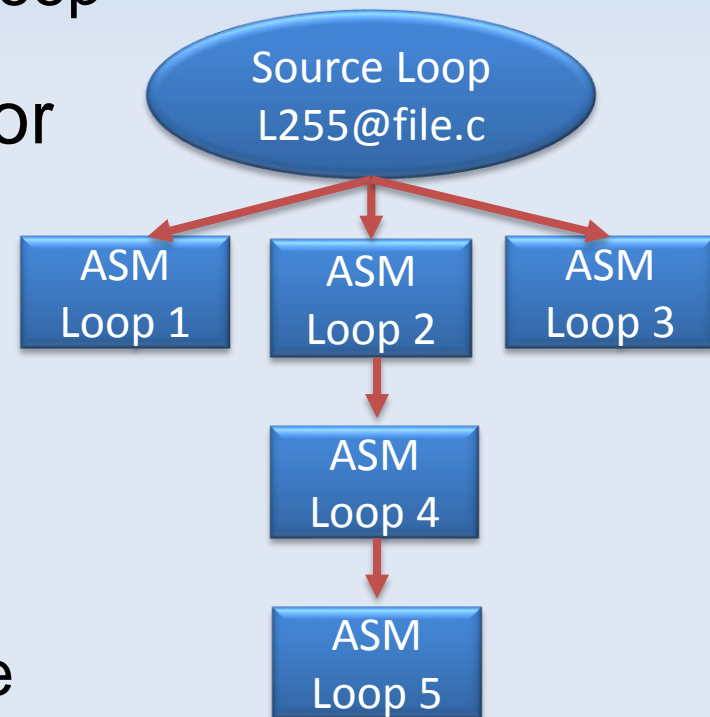 Source Loop
L255@file.c
or
ASM
Loop 1
ASM
Loop 2
ASM
Loop 3
ASM
Loop 4
ASM
Loop 5
e